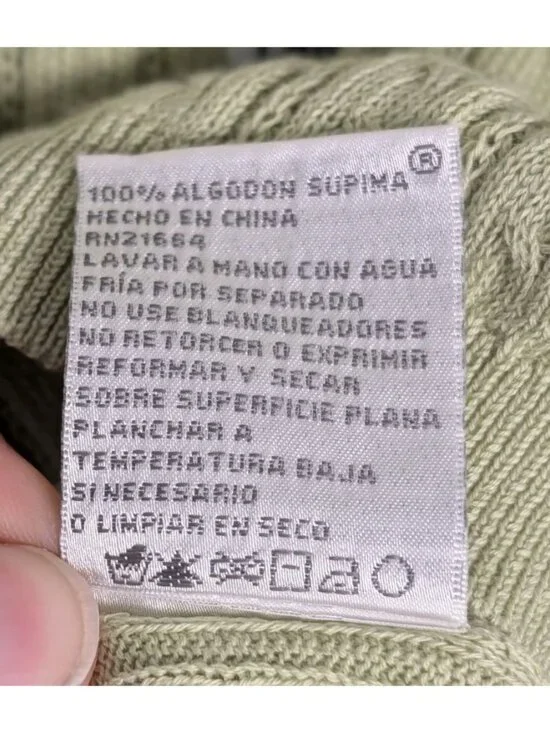 100% ALGODON SUPIMA®
HECHO EN CHINA
RN21664
LAVAR A MANO CON AGUA
FRÍA POR SEPARADO
NO USE BLANQUEADORES
NO RETORCER O EXPRIMIR
REFORMAR Y SECAR
SOBRE SUPERFICIE PLANA
PLANCHAR A
TEMPERATURA BAJA
SI NECESARIO
O LIMPIAR EN SECO